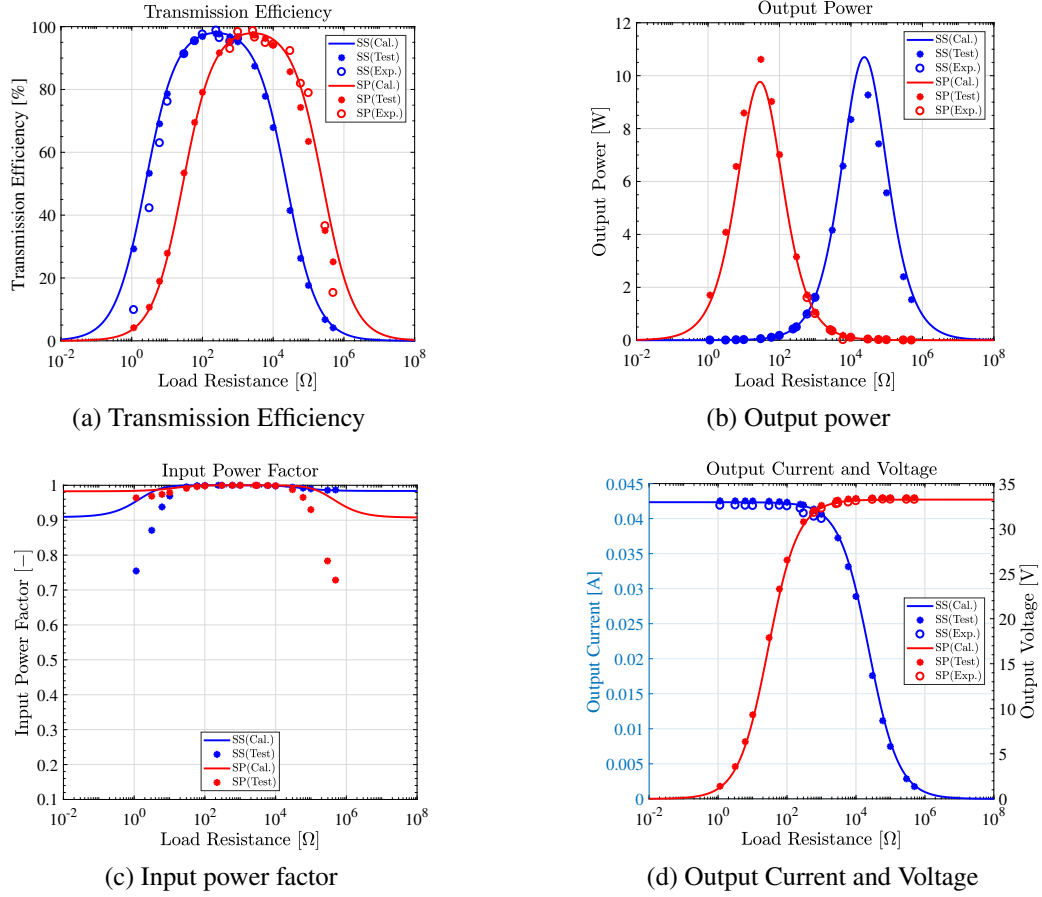 Transmission Efficiency
Transmission Efficiency [%]
100
80
60
40
20
0
SS(Cal.)
SS(Test)
SS(Exp.)
SP(Cal.)
SP(Test)
SP(Exp.)
10^-2 10^0 10^2 10^4 10^6 10^8
Load Resistance [Ω]
(a) Transmission Efficiency
Output Power
Output Power [W]
12
10
8
6
4
2
0
SS(Cal.)
SS(Test)
SS(Exp.)
SP(Cal.)
SP(Test)
SP(Exp.)
10^-2 10^0 10^2 10^4 10^6 10^8
Load Resistance [Ω]
(b) Output power
Input Power Factor
Input Power Factor [−]
1
0.9
0.8
0.7
0.6
0.5
0.4
0.3
0.2
0.1
SS(Cal.)
SS(Test)
SP(Cal.)
SP(Test)
10^-2 10^0 10^2 10^4 10^6 10^8
Load Resistance [Ω]
(c) Input power factor
Output Current and Voltage
Output Current [A]
0.045
0.04
0.035
0.03
0.025
0.02
0.015
0.01
0.005
0
SS(Cal.)
SS(Test)
SS(Exp.)
SP(Cal.)
SP(Test)
SP(Exp.)
35
30
25
20
15
10
5
0
Output Voltage [V]
10^-2 10^0 10^2 10^4 10^6 10^8
Load Resistance [Ω]
(d) Output Current and Voltage